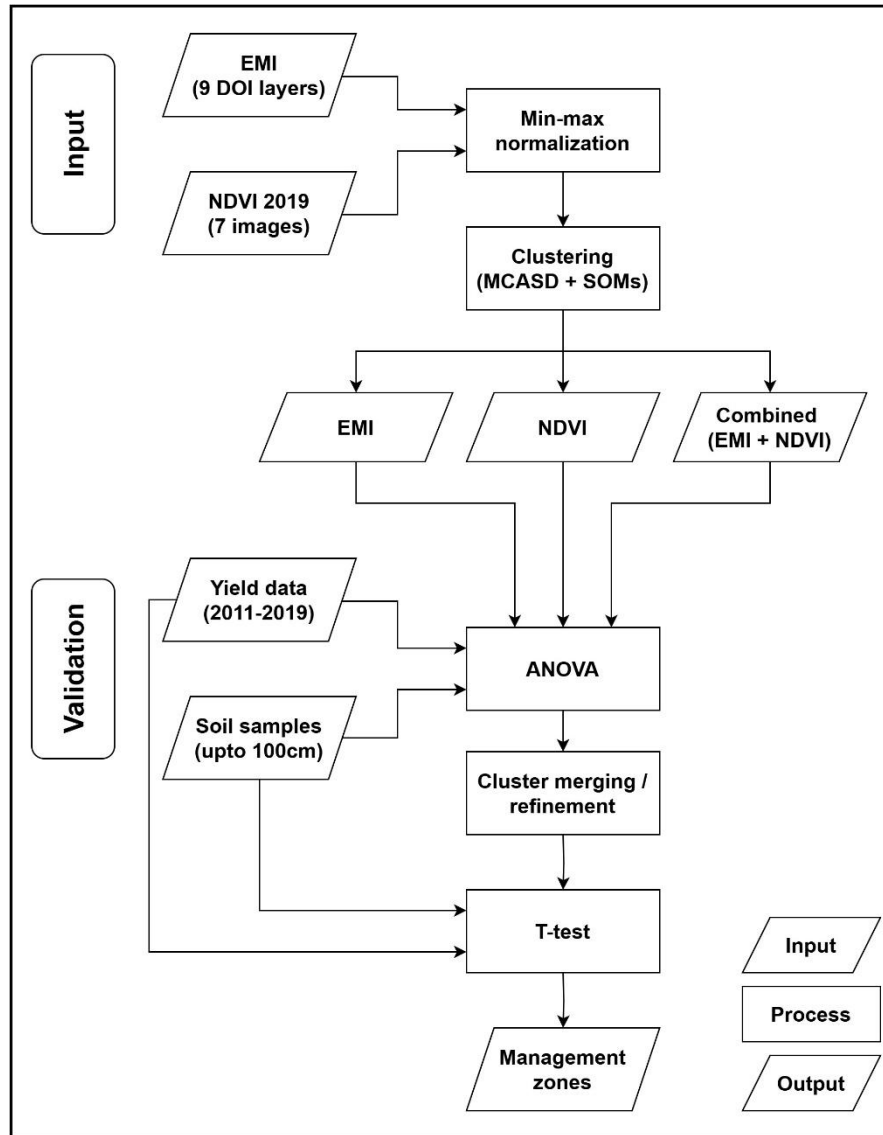 Input
EMI
(9 DOI layers)
Min-max
normalization
NDVI 2019
(7 images)
Clustering
(MCASD + SOMs)
EMI
NDVI
Combined
(EMI + NDVI)
Validation
Yield data
(2011-2019)
ANOVA
Soil samples
(upto 100cm)
Cluster merging /
refinement
T-test
Management
zones
Input
Process
Output